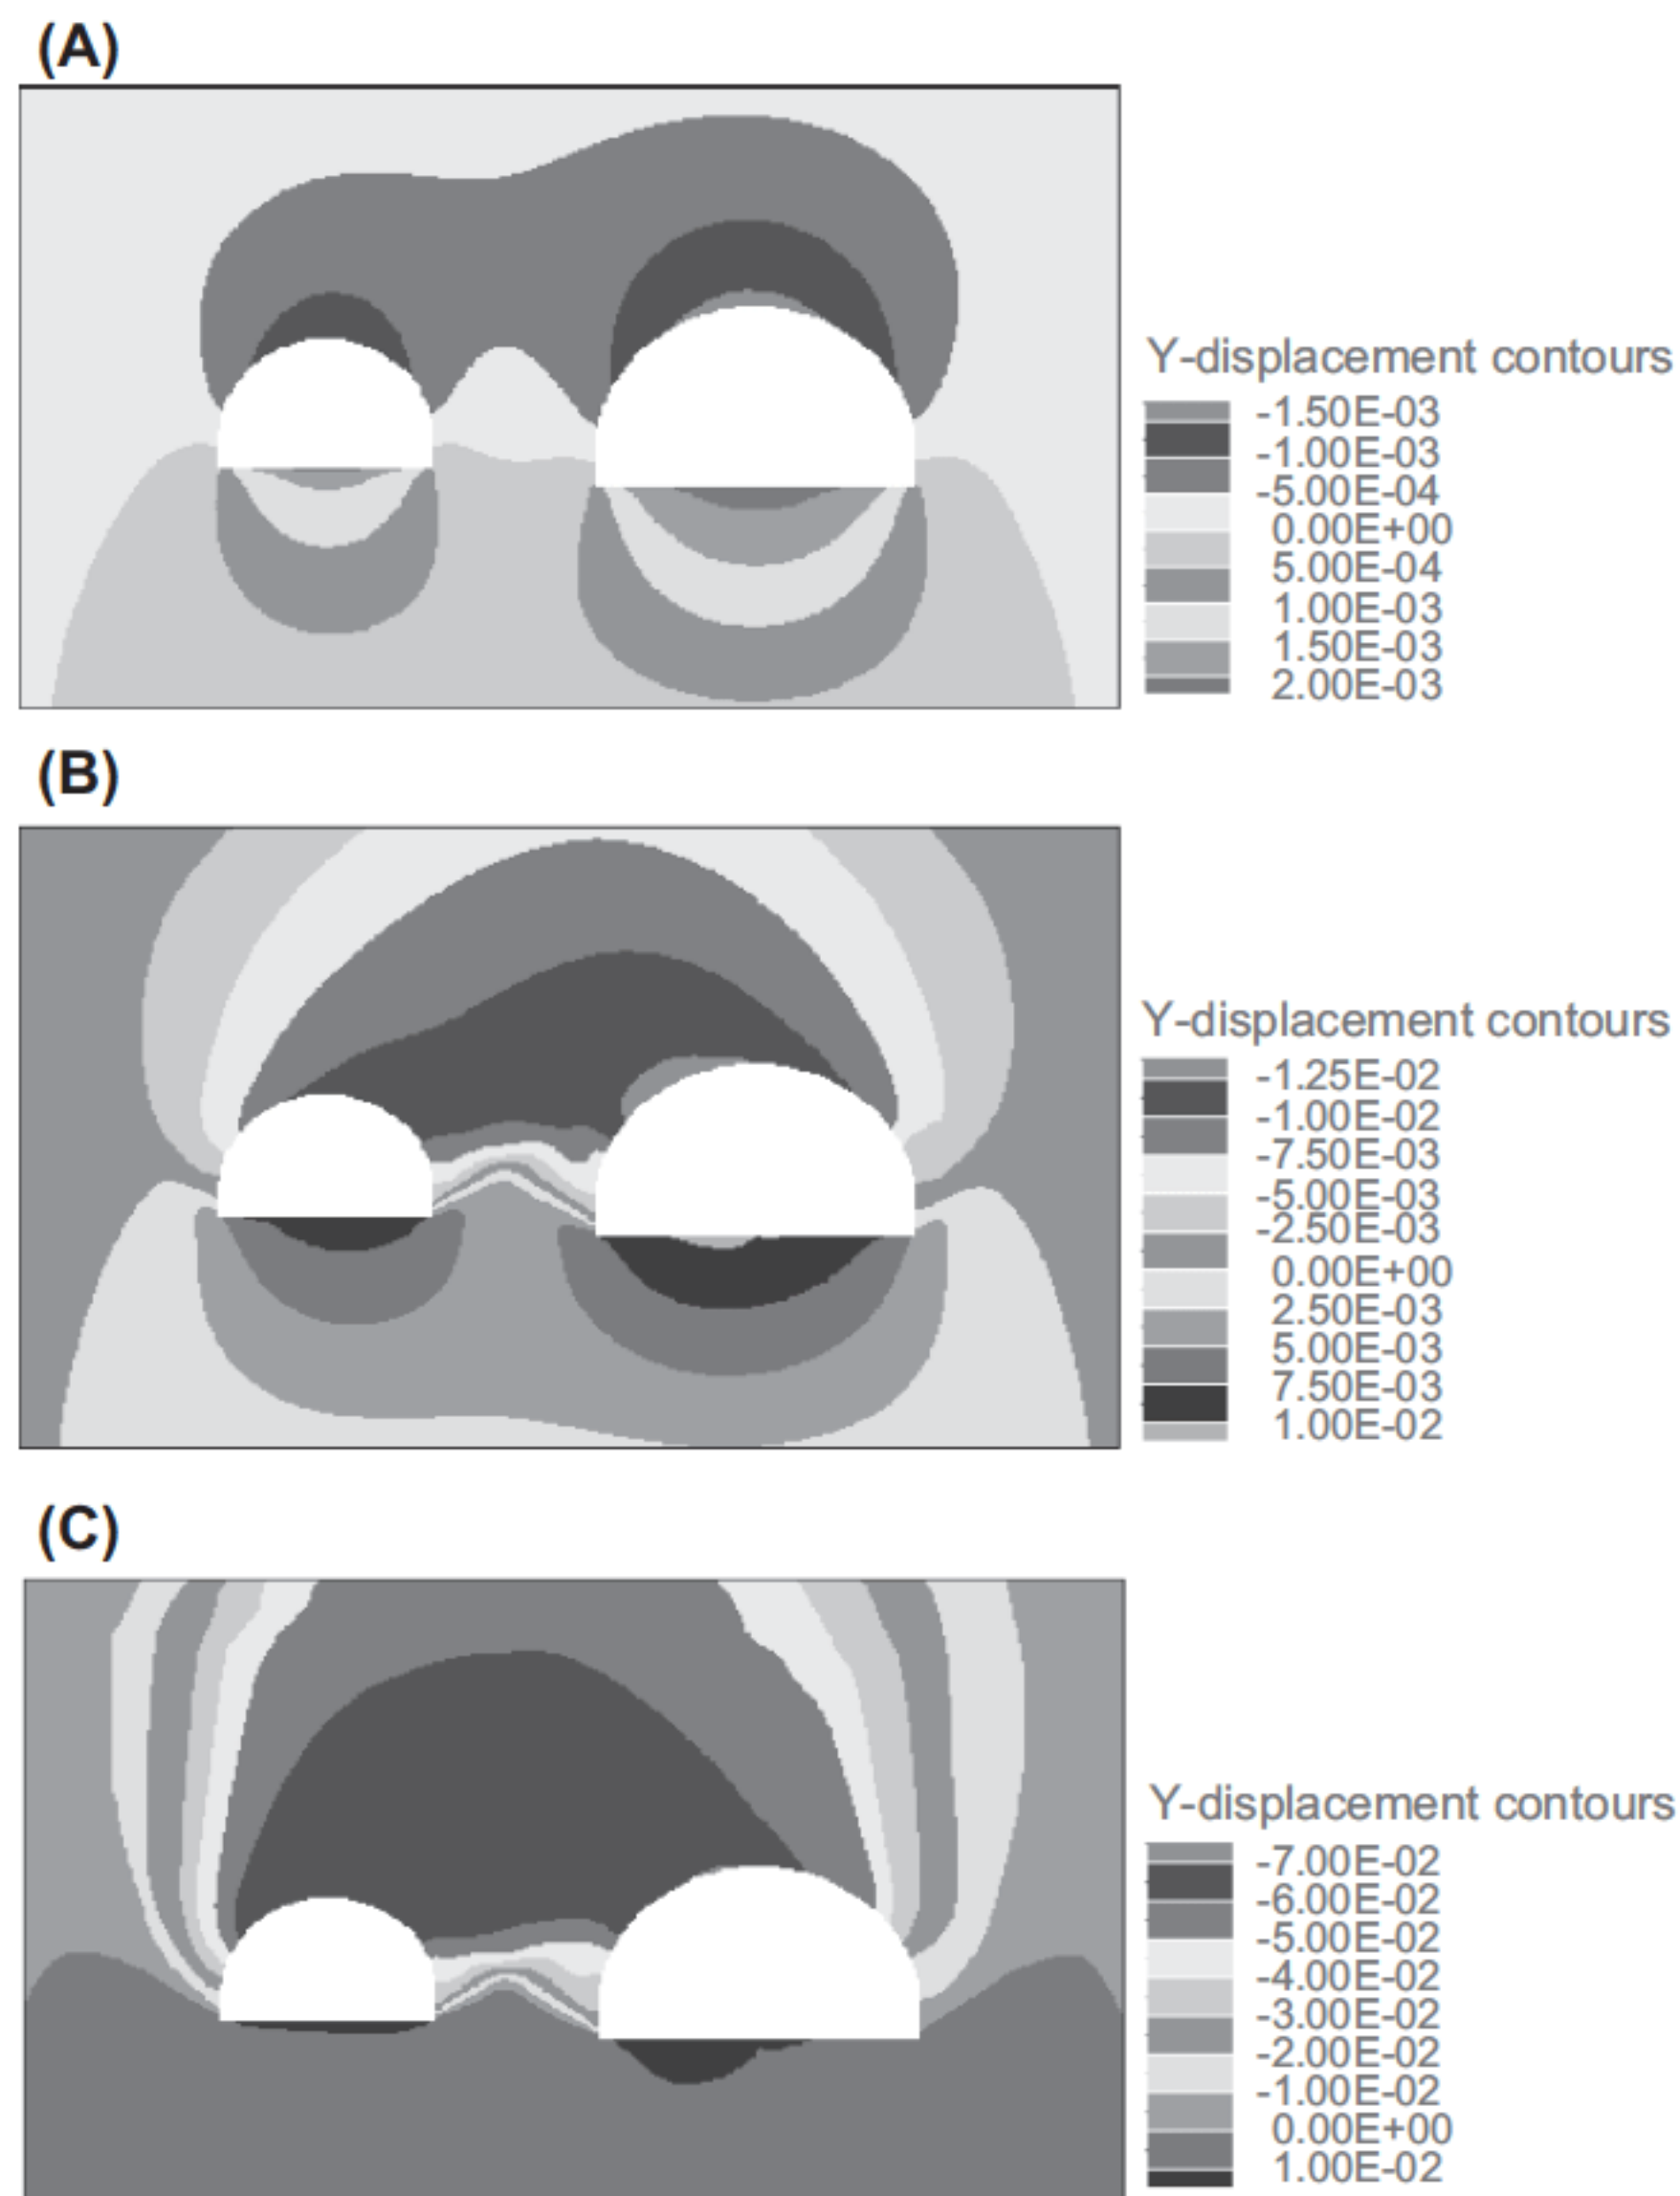 (A)
Y-displacement contours
-1.50E-03
-1.00E-03
-5.00E-04
0.00E+00
5.00E-04
1.00E-03
1.50E-03
2.00E-03
(B)
Y-displacement contours
-1.25E-02
-1.00E-02
-7.50E-03
-5.00E-03
-2.50E-03
0.00E+00
2.50E-03
5.00E-03
7.50E-03
1.00E-02
(C)
Y-displacement contours
-7.00E-02
-6.00E-02
-5.00E-02
-4.00E-02
-3.00E-02
-2.00E-02
-1.00E-02
0.00E+00
1.00E-02